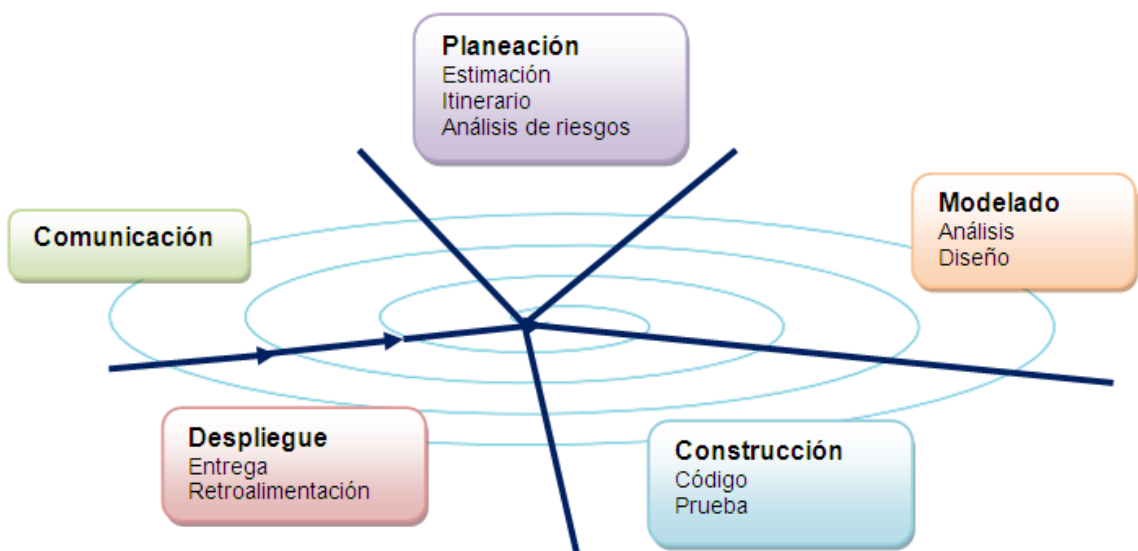 Planeación
Estimación
Itinerario
Análisis de riesgos
Comunicación
Modelado
Análisis
Diseño
Despliegue
Entrega
Retroalimentación
Construcción
Código
Prueba